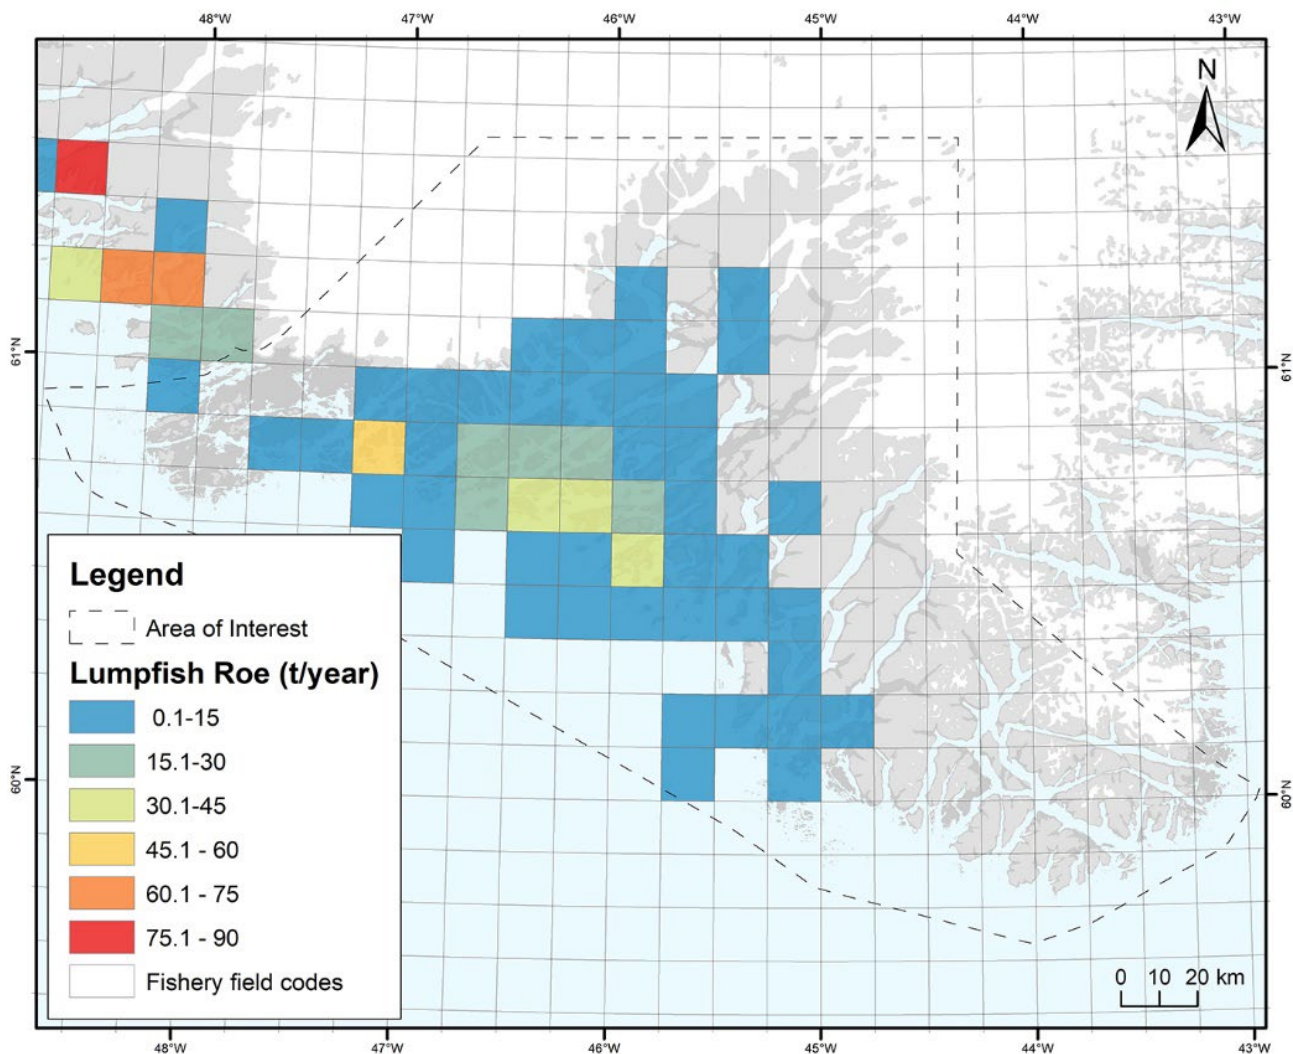 48°W 47°W 46°W 45°W 44°W 43°W
N
61°N 61°N
Legend
Area of Interest
Lumpfish Roe (t/year)
0.1-15
15.1-30
30.1-45
45.1 - 60
60.1 - 75
75.1 - 90
Fishery field codes
60°N 60°N
0 10 20 km
48°W 47°W 46°W 45°W 44°W 43°W